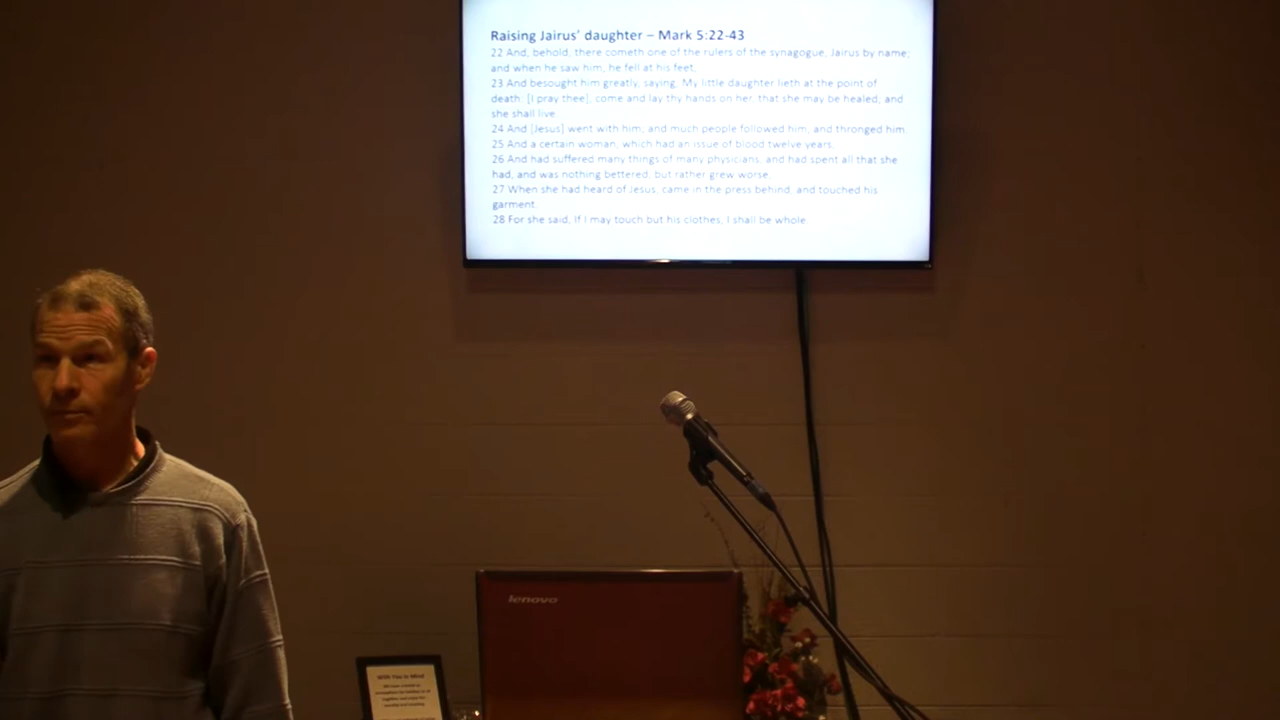 Raising Jairus' daughter – Mark 5:22-43
22 And, behold, there cometh one of the rulers of the synagogue, Jairus by name;
and when he saw him, he fell at his feet,
23 And besought him greatly, saying, My little daughter lieth at the point of
death: [I pray thee], come and lay thy hands on her, that she may be healed; and
she shall live.
24 And [Jesus] went with him; and much people followed him, and thronged him.
25 And a certain woman, which had an issue of blood twelve years,
26 And had suffered many things of many physicians, and had spent all that she
had, and was nothing bettered, but rather grew worse,
27 When she had heard of Jesus, came in the press behind, and touched his
garment.
28 For she said, If I may touch but his clothes, I shall be whole.
lenovo
With You in Mind